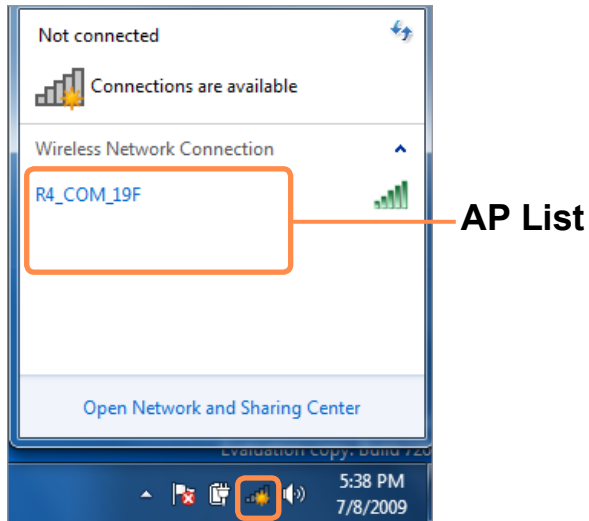 Not connected
Connections are available
Wireless Network Connection
R4_COM_19F
AP List
Open Network and Sharing Center
Evaluation copy. Build
5:38 PM
7/8/2009